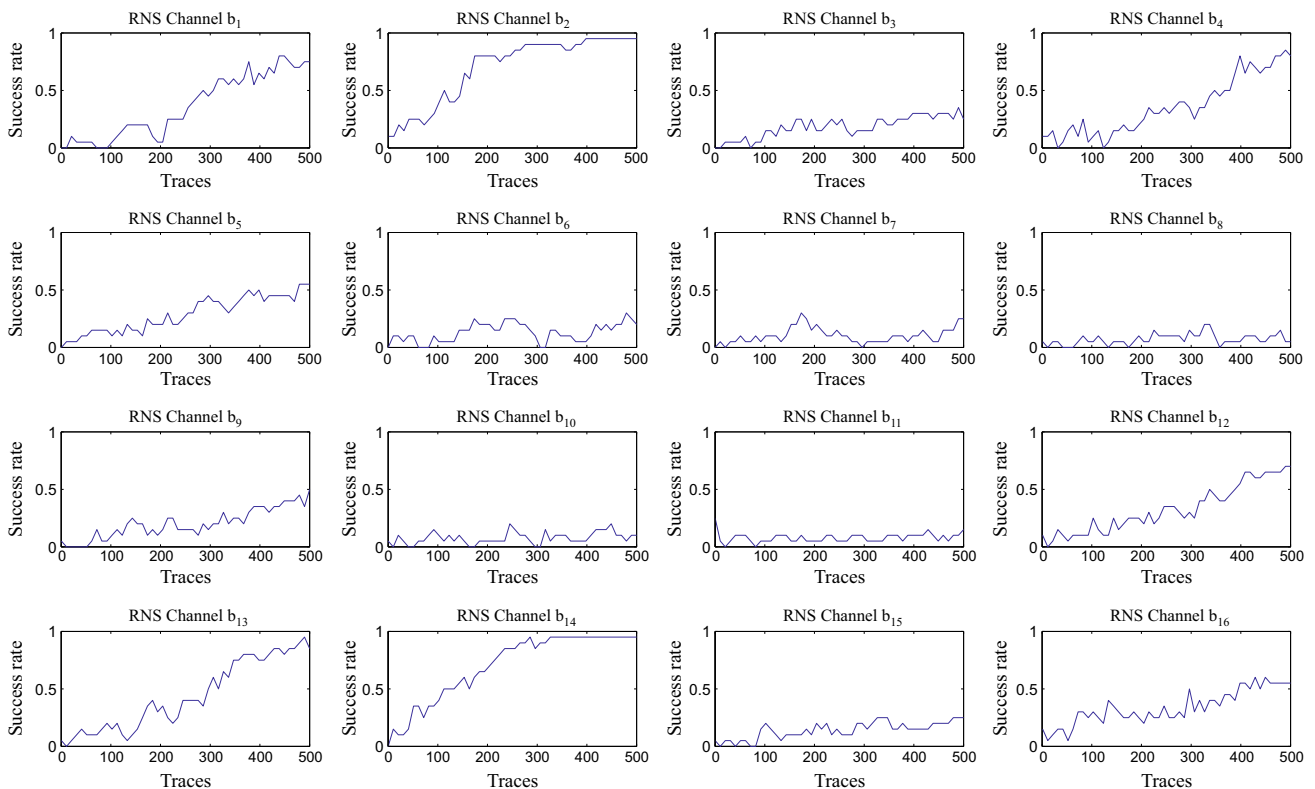 RNS Channel b₁
Success rate
1
0.5
0
0 100 200 300 400 500
Traces
RNS Channel b₂
Success rate
1
0.5
0
0 100 200 300 400 500
Traces
RNS Channel b₃
Success rate
1
0.5
0
0 100 200 300 400 500
Traces
RNS Channel b₄
Success rate
1
0.5
0
0 100 200 300 400 500
Traces
RNS Channel b₅
Success rate
1
0.5
0
0 100 200 300 400 500
Traces
RNS Channel b₆
Success rate
1
0.5
0
0 100 200 300 400 500
Traces
RNS Channel b₇
Success rate
1
0.5
0
0 100 200 300 400 500
Traces
RNS Channel b₈
Success rate
1
0.5
0
0 100 200 300 400 500
Traces
RNS Channel b₉
Success rate
1
0.5
0
0 100 200 300 400 500
Traces
RNS Channel b₁₀
Success rate
1
0.5
0
0 100 200 300 400 500
Traces
RNS Channel b₁₁
Success rate
1
0.5
0
0 100 200 300 400 500
Traces
RNS Channel b₁₂
Success rate
1
0.5
0
0 100 200 300 400 500
Traces
RNS Channel b₁₃
Success rate
1
0.5
0
0 100 200 300 400 500
Traces
RNS Channel b₁₄
Success rate
1
0.5
0
0 100 200 300 400 500
Traces
RNS Channel b₁₅
Success rate
1
0.5
0
0 100 200 300 400 500
Traces
RNS Channel b₁₆
Success rate
1
0.5
0
0 100 200 300 400 500
Traces